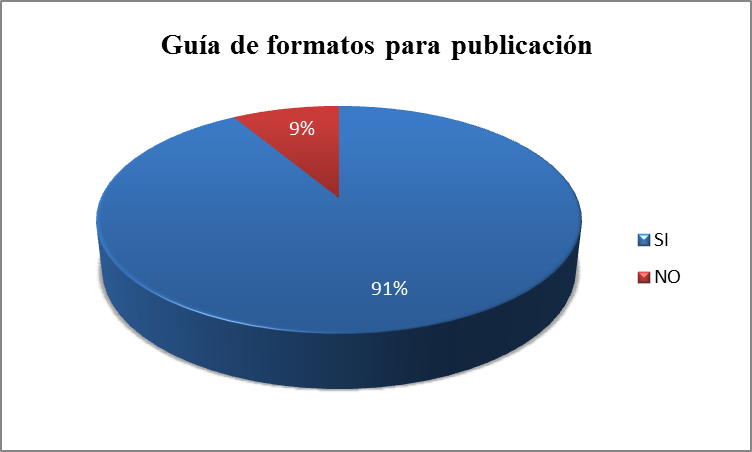 Guía de formatos para publicación
9%
91%
SI
NO